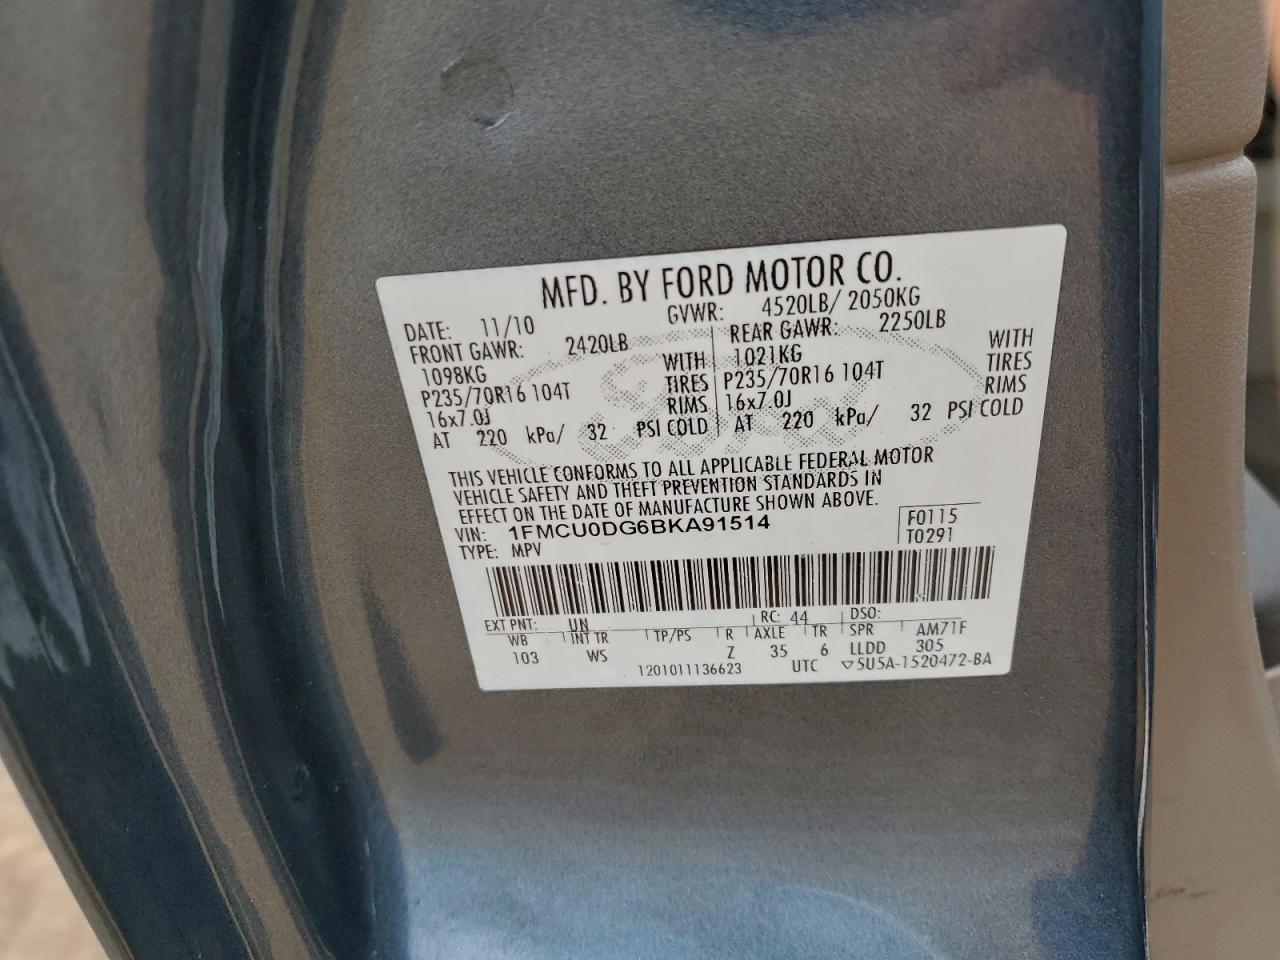 MFD. BY FORD MOTOR CO.
DATE: 11/10 GVWR: 4520LB/ 2050KG
FRONT GAWR: 2420LB REAR GAWR: 2250LB
1098KG WITH 1021KG WITH
P235/70R16 104T TIRES P235/70R16 104T TIRES
16x7.0J RIMS 16x7.0J RIMS
AT 220 kPa/ 32 PSI COLD AT 220 kPa/ 32 PSI COLD
THIS VEHICLE CONFORMS TO ALL APPLICABLE FEDERAL MOTOR
VEHICLE SAFETY AND THEFT PREVENTION STANDARDS IN
EFFECT ON THE DATE OF MANUFACTURE SHOWN ABOVE.
VIN: 1FMCU0DG6BKA91514 F0115
TYPE: MPV T0291
EXT PNT: UN RC: 44 DSO:
WB INT TR TP/PS R AXLE TR SPR AM71F
103 WS Z 35 6 LLDD 305
1201011136623 UTC ▽5U5A-1520472-BA